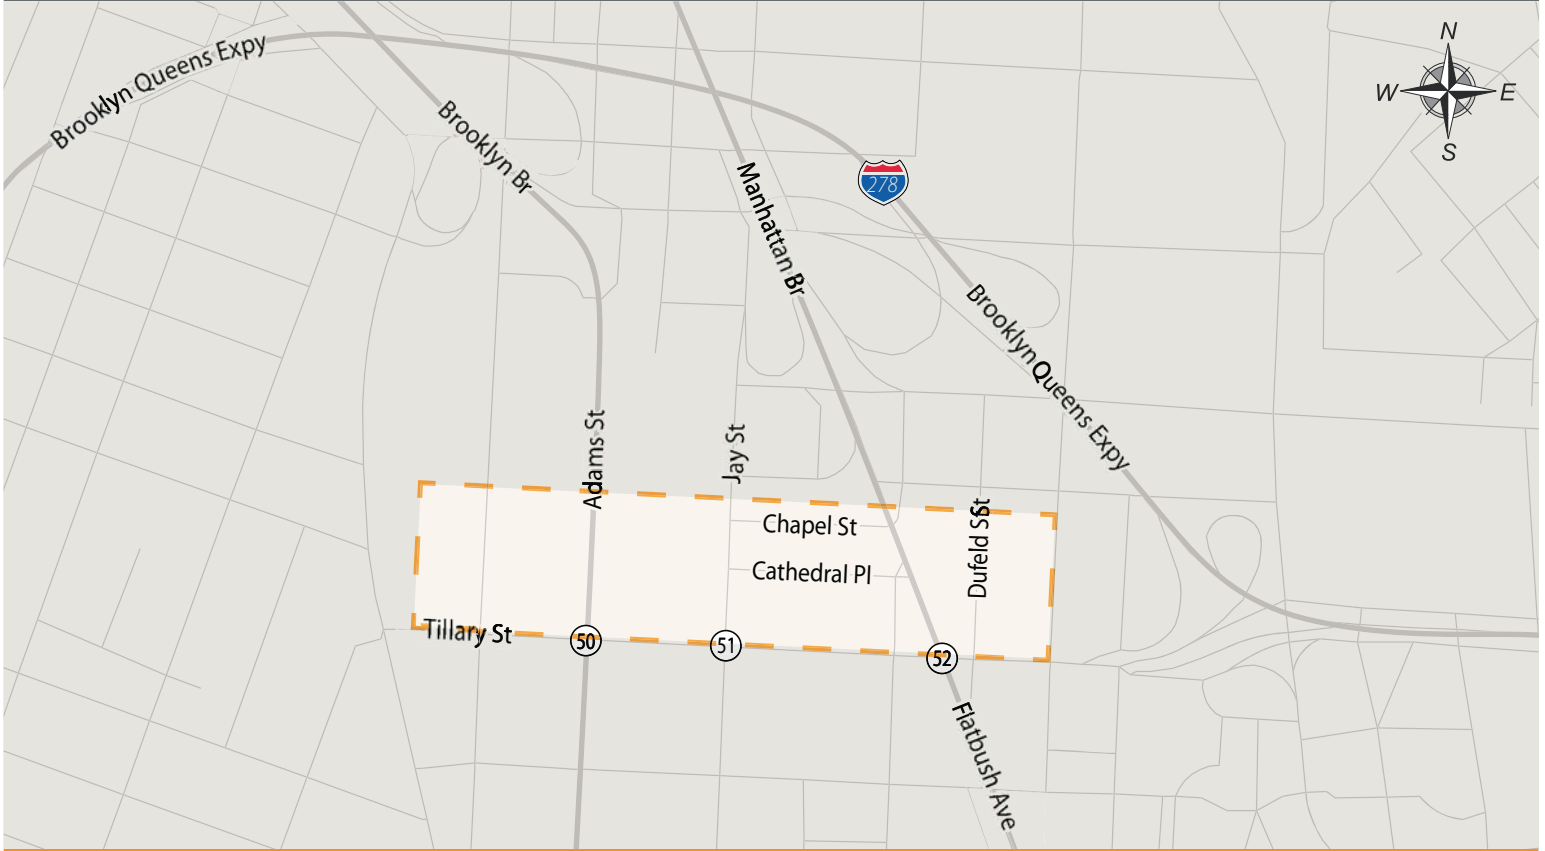 N
Brooklyn Queens Expy
W
E
Brooklyn Br
S
278
Manhattan Br
Brooklyn Queens Expy
Adams St
Jay St
Chapel St
Dufeld St
Cathedral Pl
Tillary St
50
51
52
Flatbush Ave